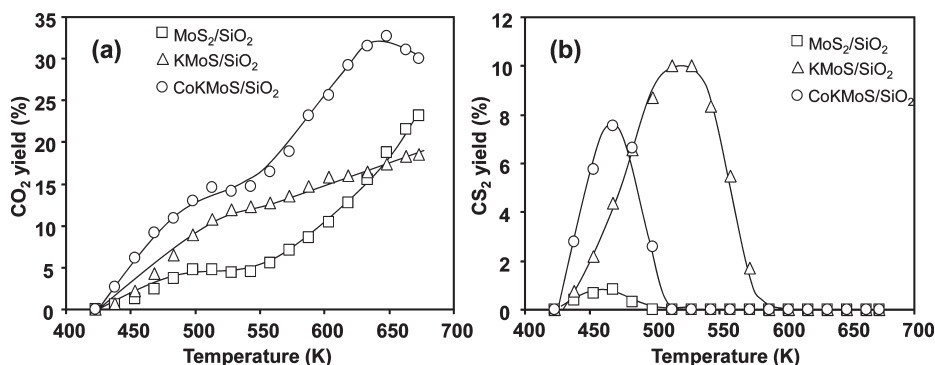 (a)
MoS₂/SiO₂
KMoS/SiO₂
CoKMoS/SiO₂
CO₂ yield (%)
35
30
25
20
15
10
5
0
400 450 500 550 600 650 700
Temperature (K)
(b)
MoS₂/SiO₂
KMoS/SiO₂
CoKMoS/SiO₂
CS₂ yield (%)
12
10
8
6
4
2
0
400 450 500 550 600 650 700
Temperature (K)